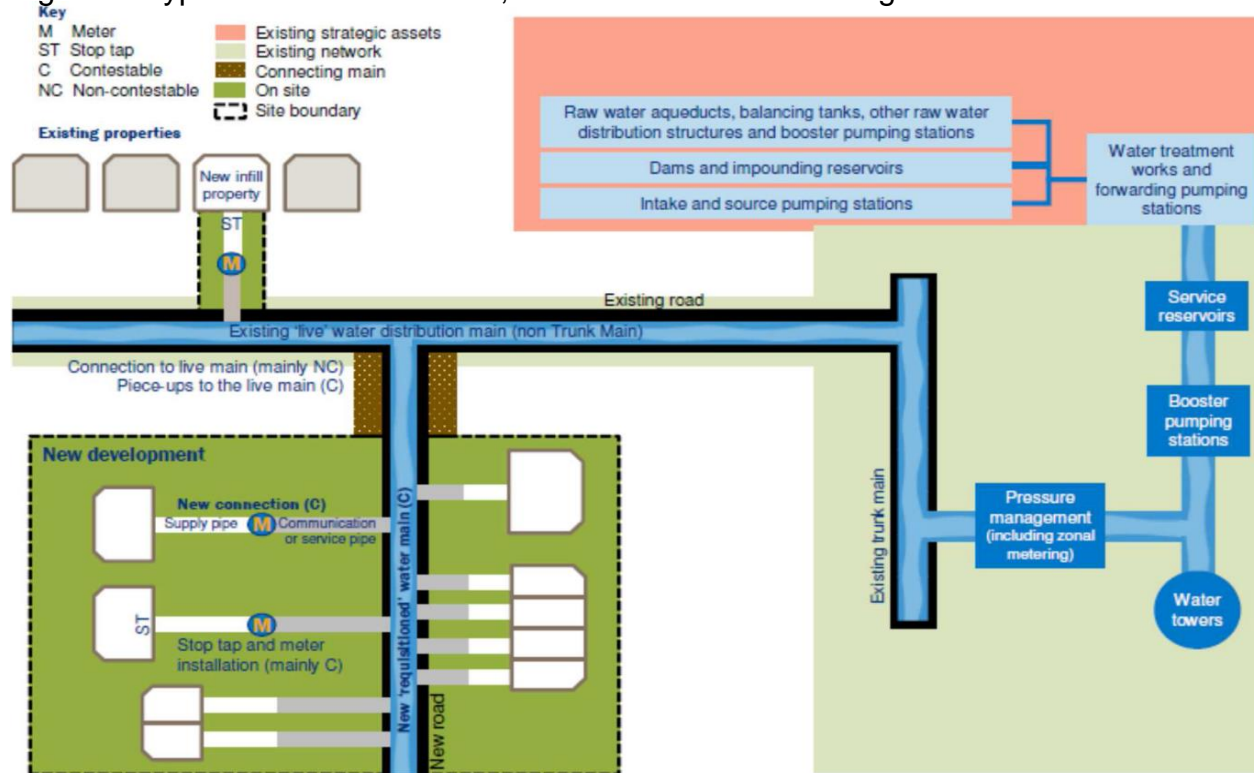 Key
M Meter
ST Stop tap
C Contestable
NC Non-contestable
Existing strategic assets
Existing network
Connecting main
On site
Site boundary
Existing properties
New infill
property
ST
M
Raw water aqueducts, balancing tanks, other raw water
distribution structures and booster pumping stations
Dams and impounding reservoirs
Intake and source pumping stations
Water treatment
works and
forwarding pumping
stations
Existing road
Existing 'live' water distribution main (non Trunk Main)
Connection to live main (mainly NC)
Piece-ups to the live main (C)
Service
reservoirs
Booster
pumping
stations
Pressure
management
(including zonal
metering)
Water
towers
Existing trunk main
New development
New connection (C)
Supply pipe
M
Communication
or service pipe
ST
M
Stop tap and meter
installation (mainly C)
New 'requisitioned' water main (C)
New road